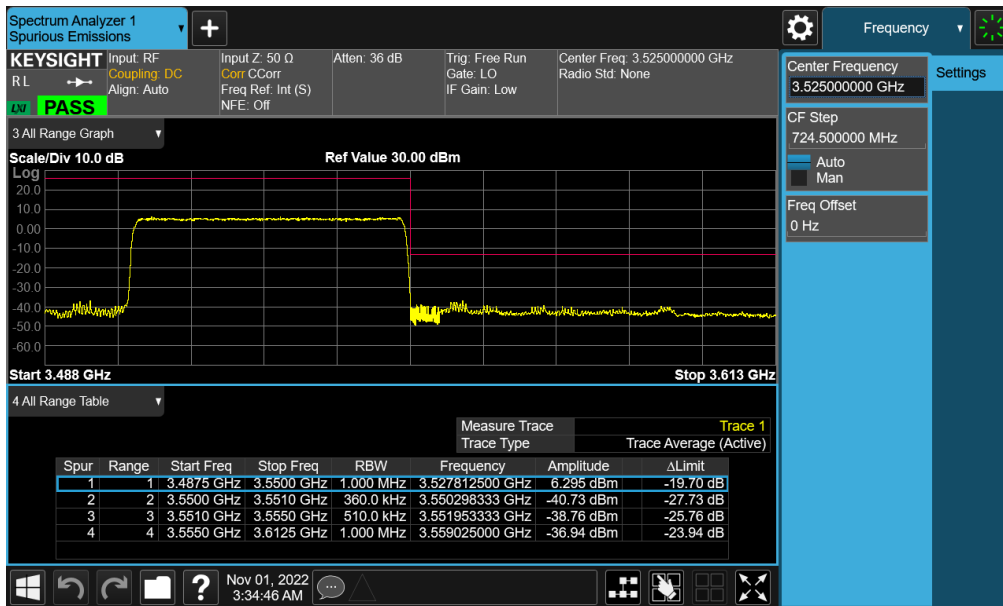 Spectrum Analyzer 1
Spurious Emissions
Frequency
KEYSIGHT
R L
LXI PASS
Input: RF
Coupling: DC
Align: Auto
Input Z: 50 Ω
Corr CCorr
Freq Ref: Int (S)
NFE: Off
Atten: 36 dB
Trig: Free Run
Gate: LO
IF Gain: Low
Center Freq: 3.525000000 GHz
Radio Std: None
Center Frequency
3.525000000 GHz
Settings
CF Step
724.500000 MHz
Auto
Man
Freq Offset
0 Hz
3 All Range Graph
Scale/Div 10.0 dB Ref Value 30.00 dBm
Log
20.0
10.0
0.00
-10.0
-20.0
-30.0
-40.0
-50.0
-60.0
Start 3.488 GHz Stop 3.613 GHz
4 All Range Table
Measure Trace Trace 1
Trace Type Trace Average (Active)
Spur Range Start Freq Stop Freq RBW Frequency Amplitude ΔLimit
1 1 3.4875 GHz 3.5500 GHz 1.000 MHz 3.527812500 GHz 6.295 dBm -19.70 dB
2 2 3.5500 GHz 3.5510 GHz 360.0 kHz 3.550298333 GHz -40.73 dBm -27.73 dB
3 3 3.5510 GHz 3.5550 GHz 510.0 kHz 3.551953333 GHz -38.76 dBm -25.76 dB
4 4 3.5550 GHz 3.6125 GHz 1.000 MHz 3.559025000 GHz -36.94 dBm -23.94 dB
Nov 01, 2022
3:34:46 AM